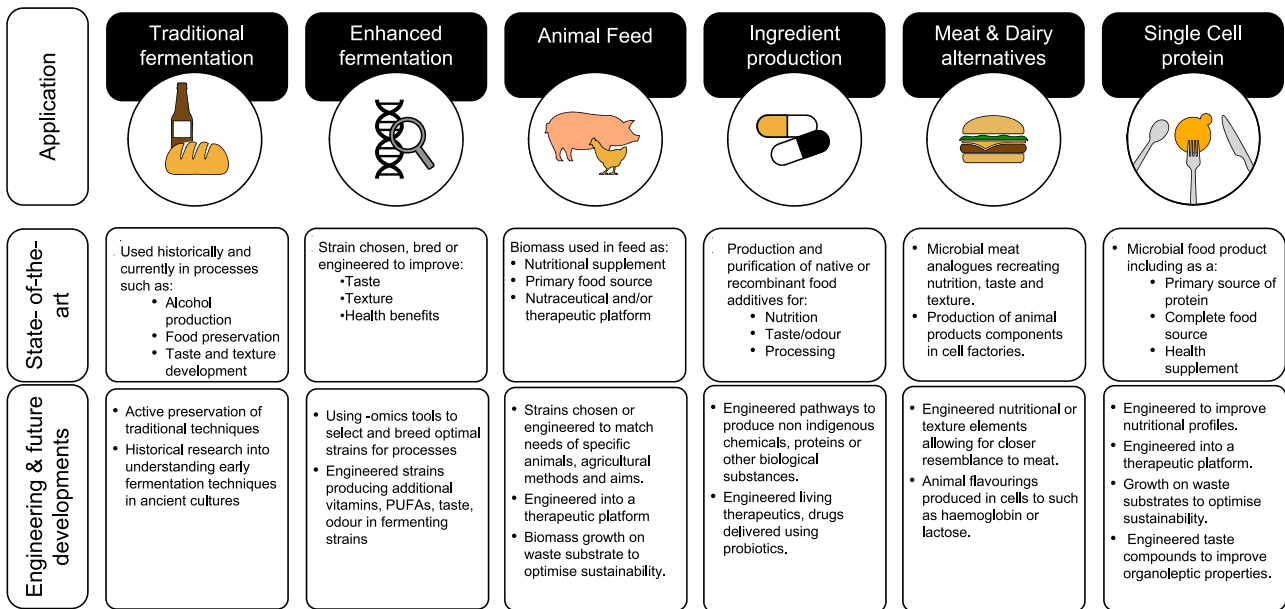 Application
Traditional
fermentation
Enhanced
fermentation
Animal Feed
Ingredient
production
Meat & Dairy
alternatives
Single Cell
protein
State- of-the-
art
Used historically and
currently in processes
such as:
• Alcohol
production
• Food preservation
• Taste and texture
development
Strain chosen, bred or
engineered to improve:
•Taste
•Texture
•Health benefits
Biomass used in feed as:
• Nutritional supplement
• Primary food source
• Nutraceutical and/or
therapeutic platform
Production and
purification of native or
recombinant food
additives for:
• Nutrition
• Taste/odour
• Processing
• Microbial meat
analogues recreating
nutrition, taste and
texture.
• Production of animal
products components
in cell factories.
• Microbial food product
including as a:
• Primary source of
protein
• Complete food
source
• Health
supplement
Engineering & future
developments
• Active preservation of
traditional techniques
• Historical research into
understanding early
fermentation techniques
in ancient cultures
• Using -omics tools to
select and breed optimal
strains for processes
• Engineered strains
producing additional
vitamins, PUFAs, taste,
odour in fermenting
strains
• Strains chosen or
engineered to match
needs of specific
animals, agricultural
methods and aims.
• Engineered into a
therapeutic platform
• Biomass growth on
waste substrate to
optimise sustainability.
• Engineered pathways to
produce non indigenous
chemicals, proteins or
other biological
substances.
• Engineered living
therapeutics, drugs
delivered using
probiotics.
• Engineered nutritional or
texture elements
allowing for closer
resemblance to meat.
• Animal flavourings
produced in cells to such
as haemoglobin or
lactose.
• Engineered to improve
nutritional profiles.
• Engineered into a
therapeutic platform.
• Growth on waste
substrates to optimise
sustainability.
• Engineered taste
compounds to improve
organoleptic properties.